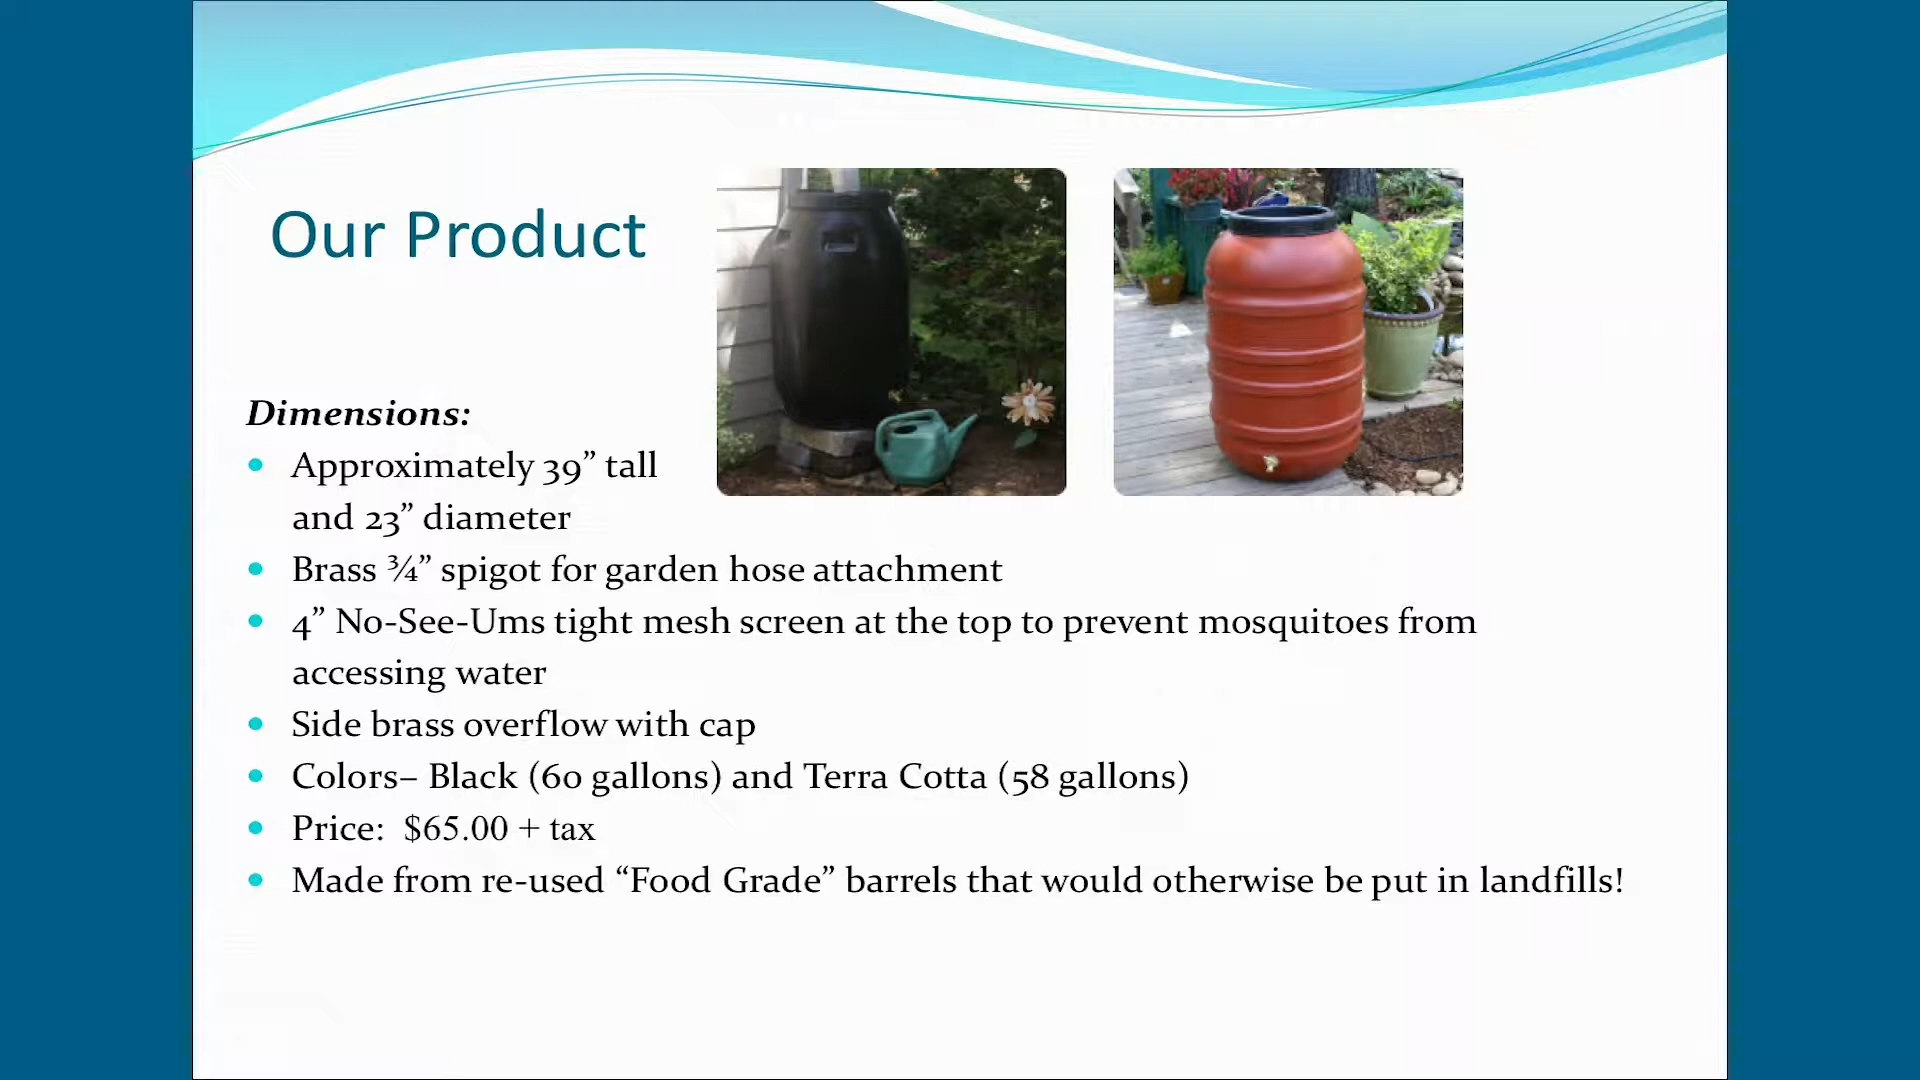 Our Product
Dimensions:
Approximately 39” tall
and 23” diameter
Brass ¾” spigot for garden hose attachment
4” No-See-Ums tight mesh screen at the top to prevent mosquitoes from
accessing water
Side brass overflow with cap
Colors– Black (60 gallons) and Terra Cotta (58 gallons)
Price:  $65.00 + tax
Made from re-used “Food Grade” barrels that would otherwise be put in landfills!